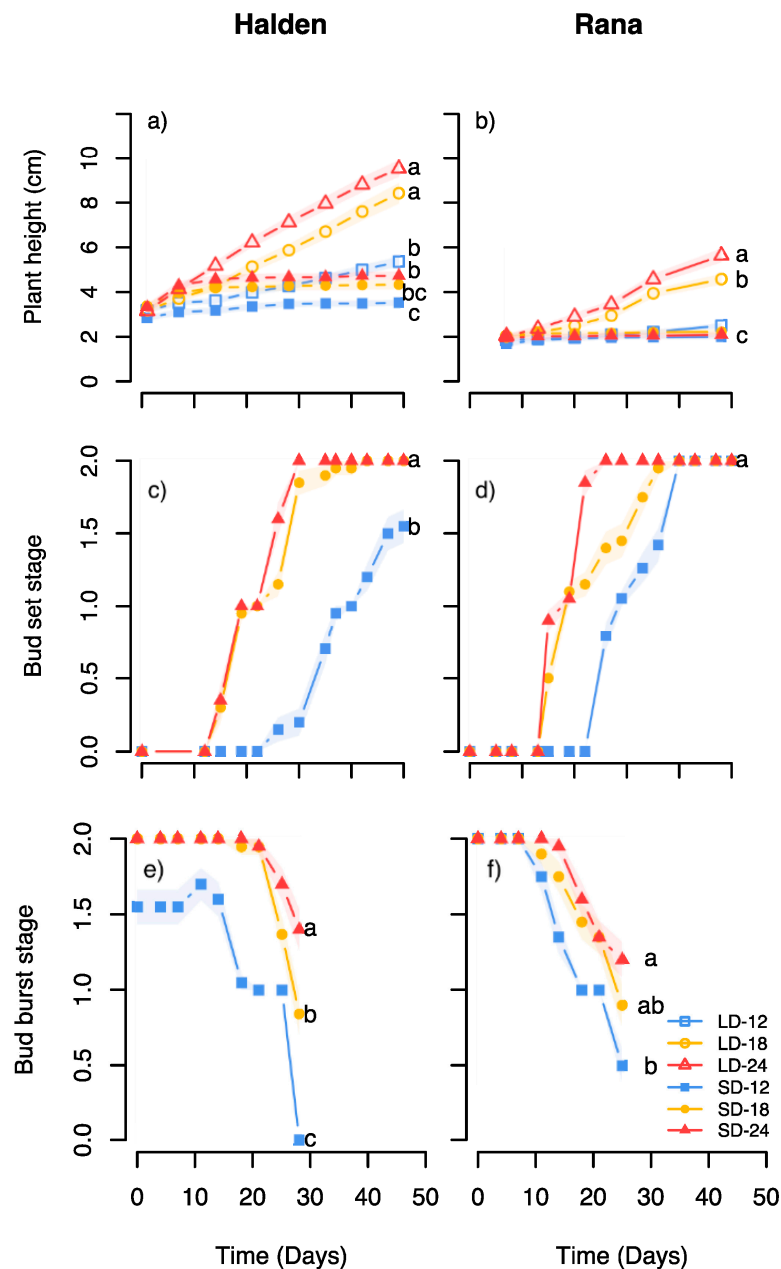 Halden Rana
a) b)
Plant height (cm)
0 2 4 6 8 10
a
a
b
b
bc
c
a
b
c
c) d)
Bud set stage
0.0 0.5 1.0 1.5 2.0
a
b
a
e) f)
Bud burst stage
0.0 0.5 1.0 1.5 2.0
a
b
c
a
ab
b
LD-12
LD-18
LD-24
SD-12
SD-18
SD-24
0 10 20 30 40 50 0 10 20 30 40 50
Time (Days) Time (Days)